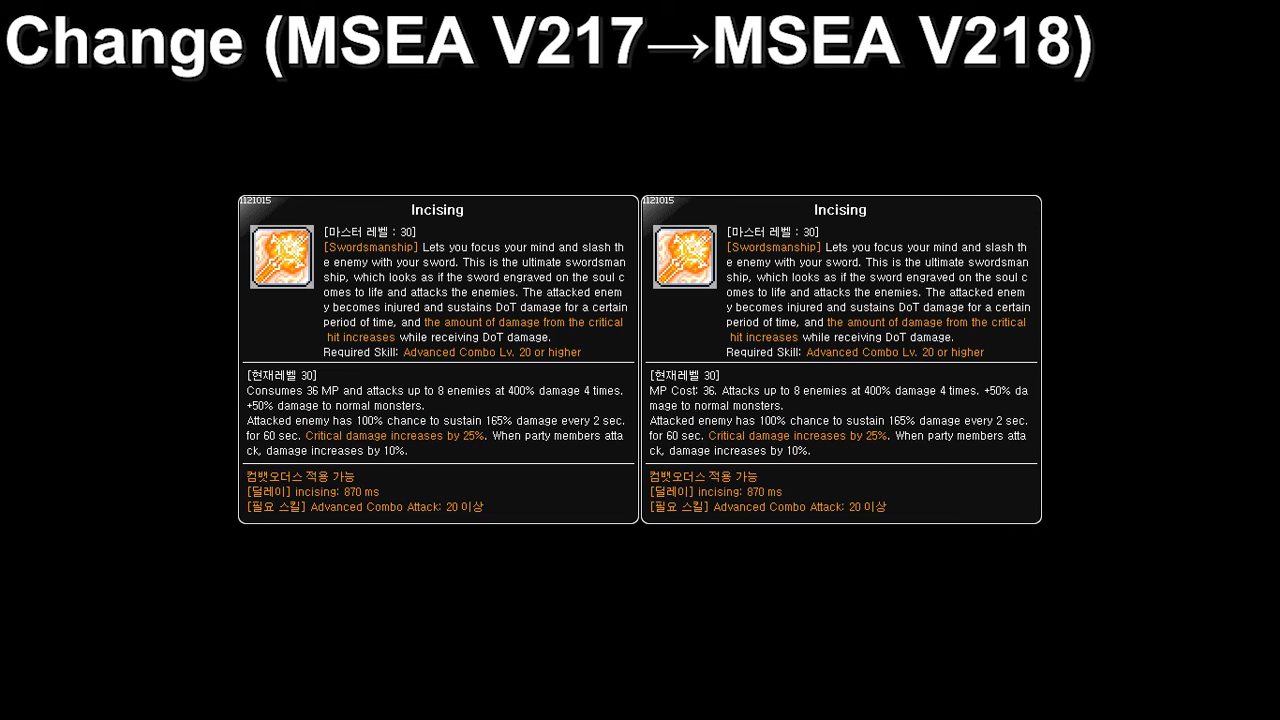 Change (MSEA V217→MSEA V218)
1121015
Incising
[마스터 레벨 : 30]
[Swordsmanship] Lets you focus your mind and slash th
e enemy with your sword. This is the ultimate swordsman
ship, which looks as if the sword engraved on the soul c
omes to life and attacks the enemies. The attacked enem
y becomes injured and sustains DoT damage for a certain
period of time, and the amount of damage from the critical
hit increases while receiving DoT damage.
Required Skill: Advanced Combo Lv. 20 or higher
[현재레벨 30]
Consumes 36 MP and attacks up to 8 enemies at 400% damage 4 times.
+50% damage to normal monsters.
Attacked enemy has 100% chance to sustain 165% damage every 2 sec.
for 60 sec. Critical damage increases by 25%. When party members atta
ck, damage increases by 10%.
컴뱃오더스 적용 가능
[딜레이] incising: 870 ms
[필요 스킬] Advanced Combo Attack: 20 이상
1121015
Incising
[마스터 레벨 : 30]
[Swordsmanship] Lets you focus your mind and slash th
e enemy with your sword. This is the ultimate swordsman
ship, which looks as if the sword engraved on the soul c
omes to life and attacks the enemies. The attacked enem
y becomes injured and sustains DoT damage for a certain
period of time, and the amount of damage from the critical
hit increases while receiving DoT damage.
Required Skill: Advanced Combo Lv. 20 or higher
[현재레벨 30]
MP Cost: 36. Attacks up to 8 enemies at 400% damage 4 times. +50% da
mage to normal monsters.
Attacked enemy has 100% chance to sustain 165% damage every 2 sec.
for 60 sec. Critical damage increases by 25%. When party members atta
ck, damage increases by 10%.
컴뱃오더스 적용 가능
[딜레이] incising: 870 ms
[필요 스킬] Advanced Combo Attack: 20 이상